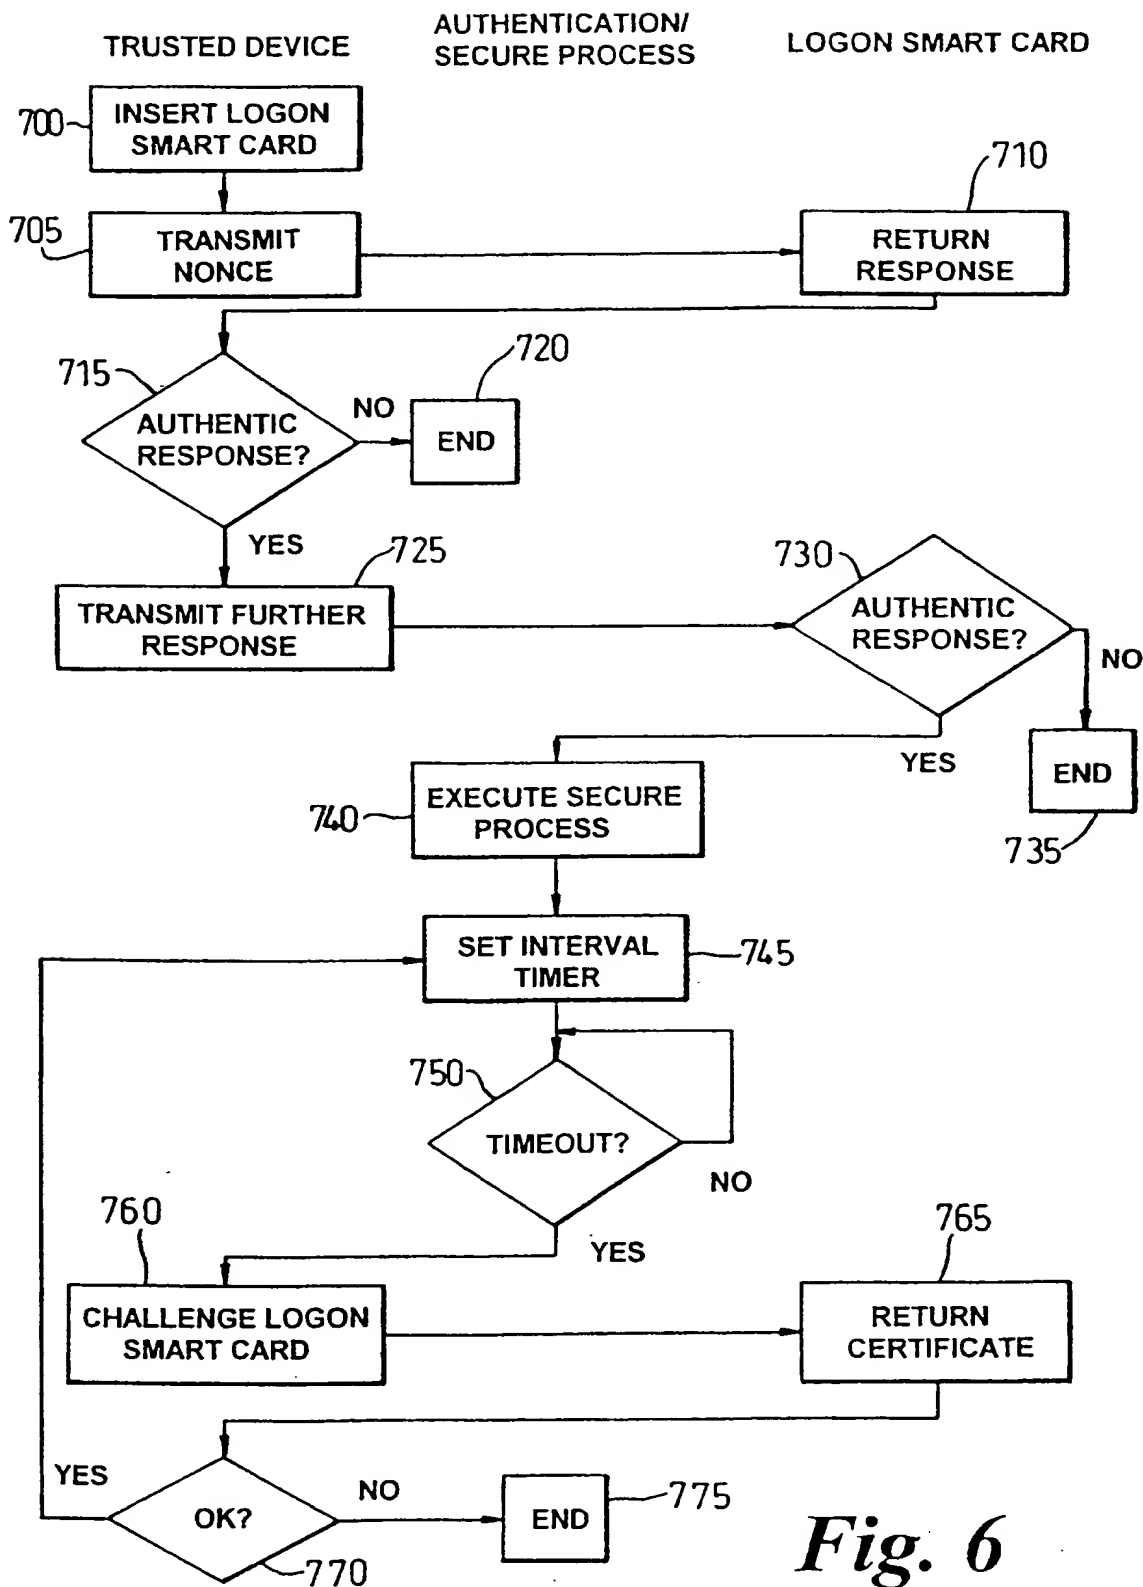 TRUSTED DEVICE
AUTHENTICATION/
SECURE PROCESS
LOGON SMART CARD
700
INSERT LOGON
SMART CARD
705
TRANSMIT
NONCE
710
RETURN
RESPONSE
715
AUTHENTIC
RESPONSE?
NO
720
END
YES
725
TRANSMIT FURTHER
RESPONSE
730
AUTHENTIC
RESPONSE?
NO
YES
END
735
740
EXECUTE SECURE
PROCESS
SET INTERVAL
TIMER
745
750
TIMEOUT?
NO
YES
760
CHALLENGE LOGON
SMART CARD
765
RETURN
CERTIFICATE
YES
OK?
NO
770
END
775
Fig. 6